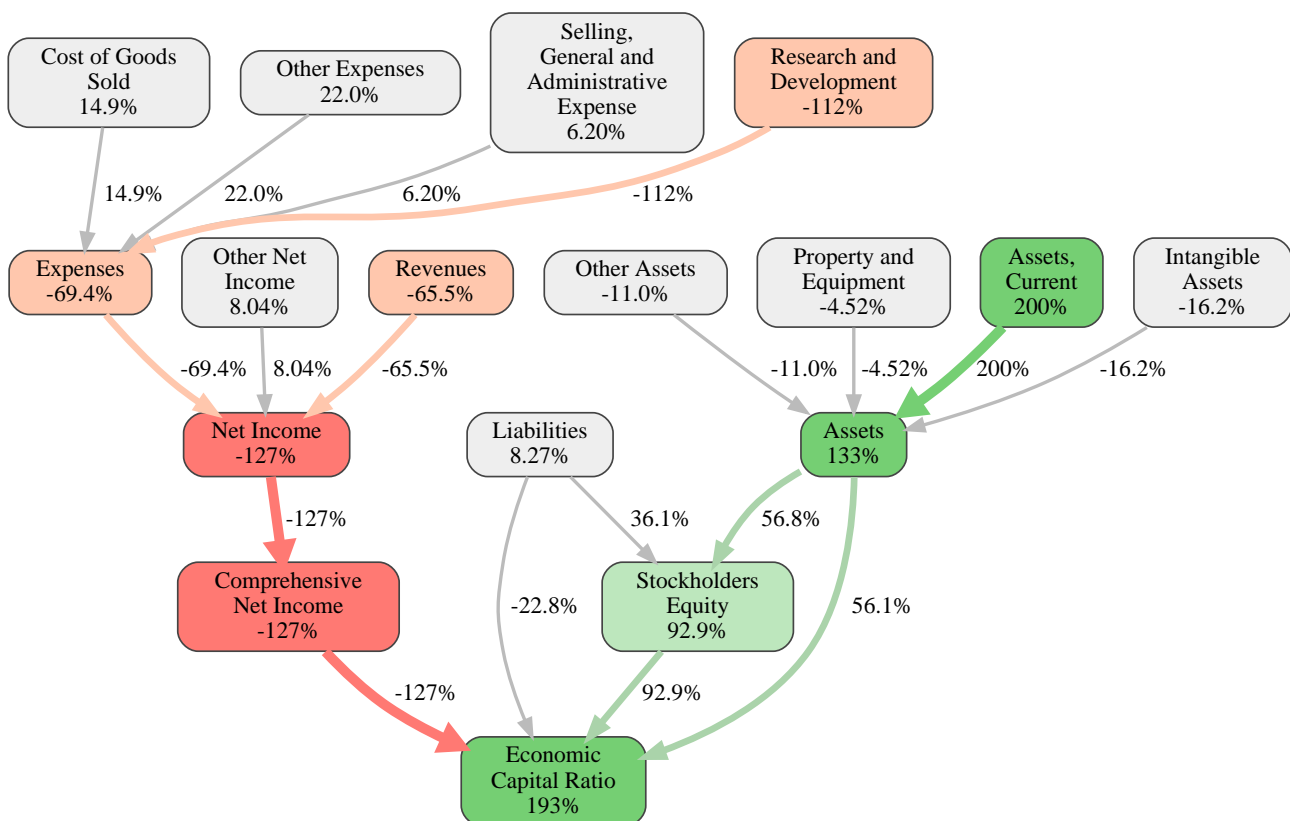 Cost of Goods
Sold
14.9%
Other Expenses
22.0%
Selling,
General and
Administrative
Expense
6.20%
Research and
Development
-112%
14.9%
22.0%
6.20%
-112%
Expenses
-69.4%
Other Net
Income
8.04%
Revenues
-65.5%
Other Assets
-11.0%
Property and
Equipment
-4.52%
Assets,
Current
200%
Intangible
Assets
-16.2%
-69.4%
8.04%
-65.5%
-11.0%
-4.52%
200%
-16.2%
Net Income
-127%
Liabilities
8.27%
Assets
133%
-127%
36.1%
56.8%
Comprehensive
Net Income
-127%
-22.8%
Stockholders
Equity
92.9%
56.1%
-127%
92.9%
Economic
Capital Ratio
193%